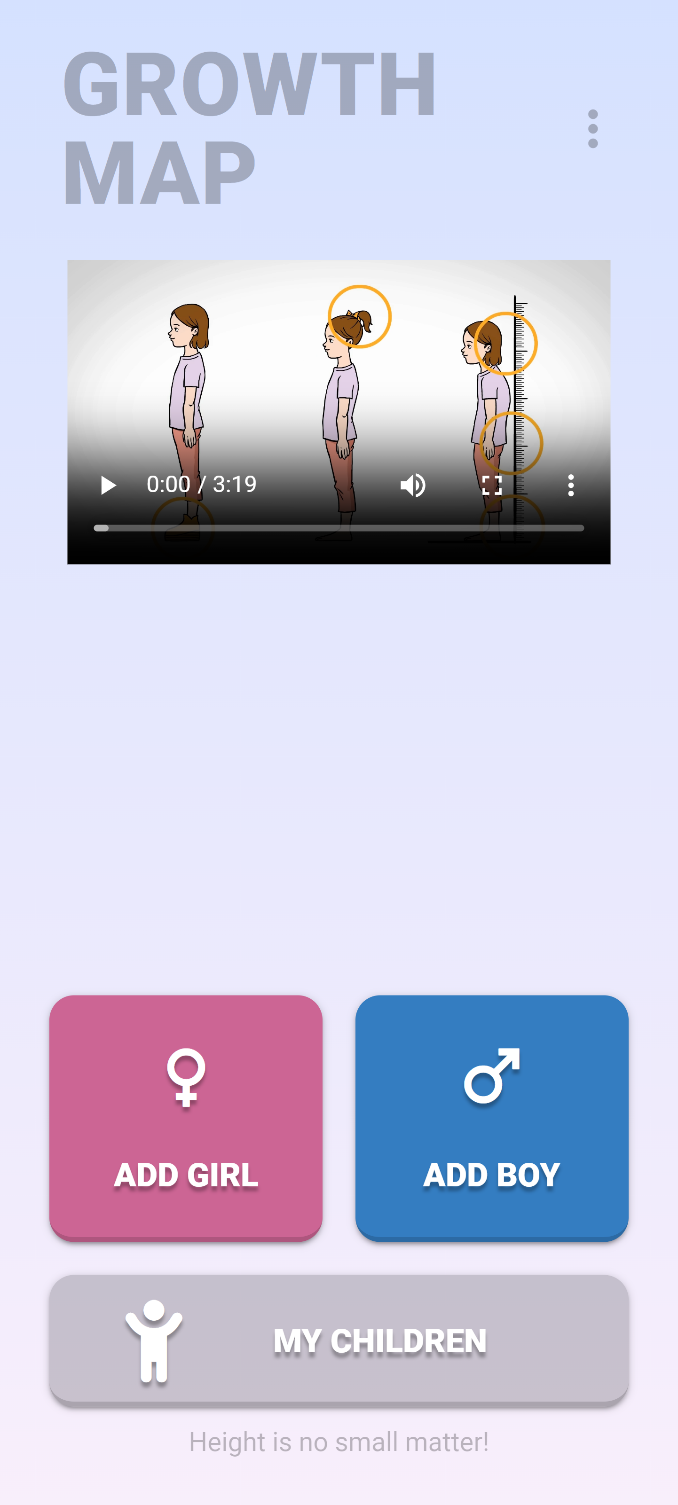 GROWTH
MAP
0:00 / 3:19
ADD GIRL
ADD BOY
MY CHILDREN
Height is no small matter!